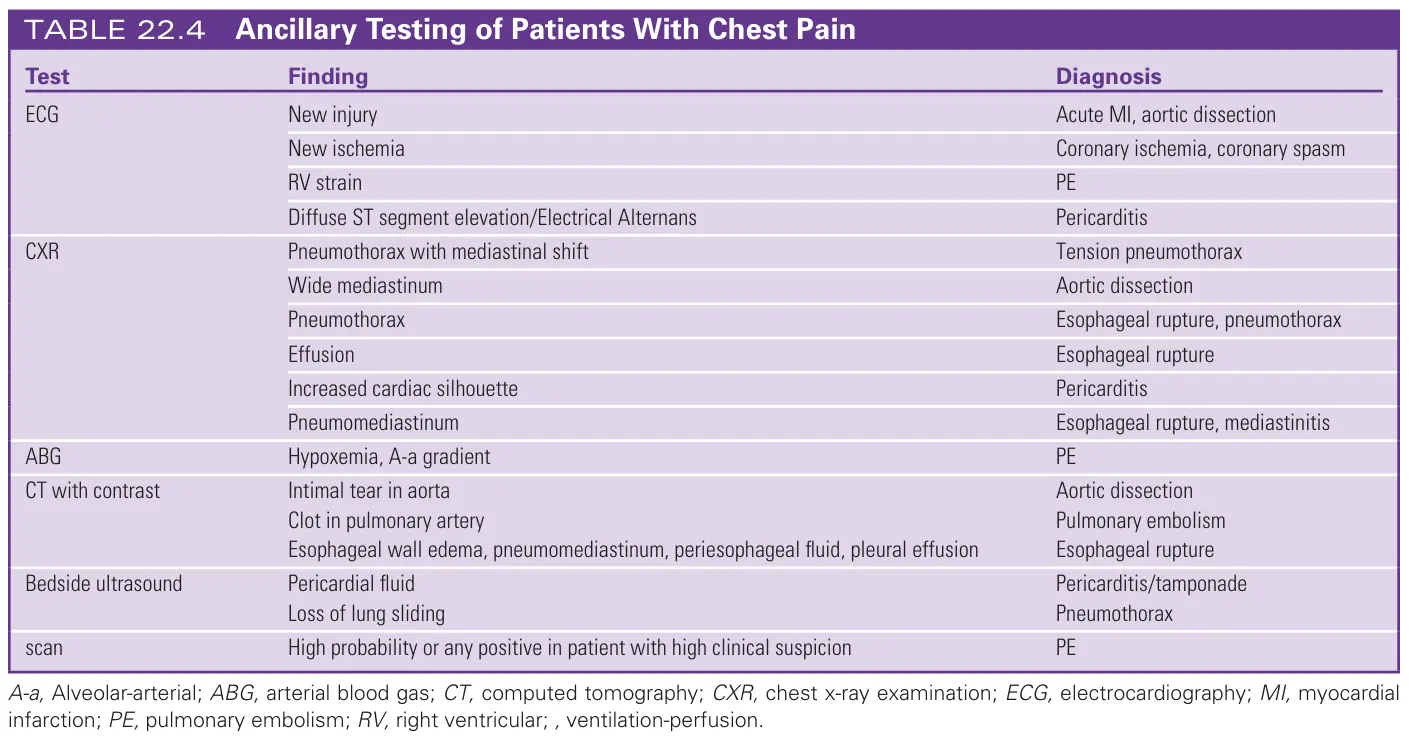 TABLE 22.4 Ancillary Testing of Patients With Chest Pain
Test Finding Diagnosis
ECG New injury Acute MI, aortic dissection
New ischemia Coronary ischemia, coronary spasm
RV strain PE
Diffuse ST segment elevation/Electrical Alternans Pericarditis
CXR Pneumothorax with mediastinal shift Tension pneumothorax
Wide mediastinum Aortic dissection
Pneumothorax Esophageal rupture, pneumothorax
Effusion Esophageal rupture
Increased cardiac silhouette Pericarditis
Pneumomediastinum Esophageal rupture, mediastinitis
ABG Hypoxemia, A-a gradient PE
CT with contrast Intimal tear in aorta Aortic dissection
Clot in pulmonary artery Pulmonary embolism
Esophageal wall edema, pneumomediastinum, periesophageal fluid, pleural effusion Esophageal rupture
Bedside ultrasound Pericardial fluid Pericarditis/tamponade
Loss of lung sliding Pneumothorax
scan High probability or any positive in patient with high clinical suspicion PE
A-a, Alveolar-arterial; ABG, arterial blood gas; CT, computed tomography; CXR, chest x-ray examination; ECG, electrocardiography; MI, myocardial
infarction; PE, pulmonary embolism; RV, right ventricular; , ventilation-perfusion.